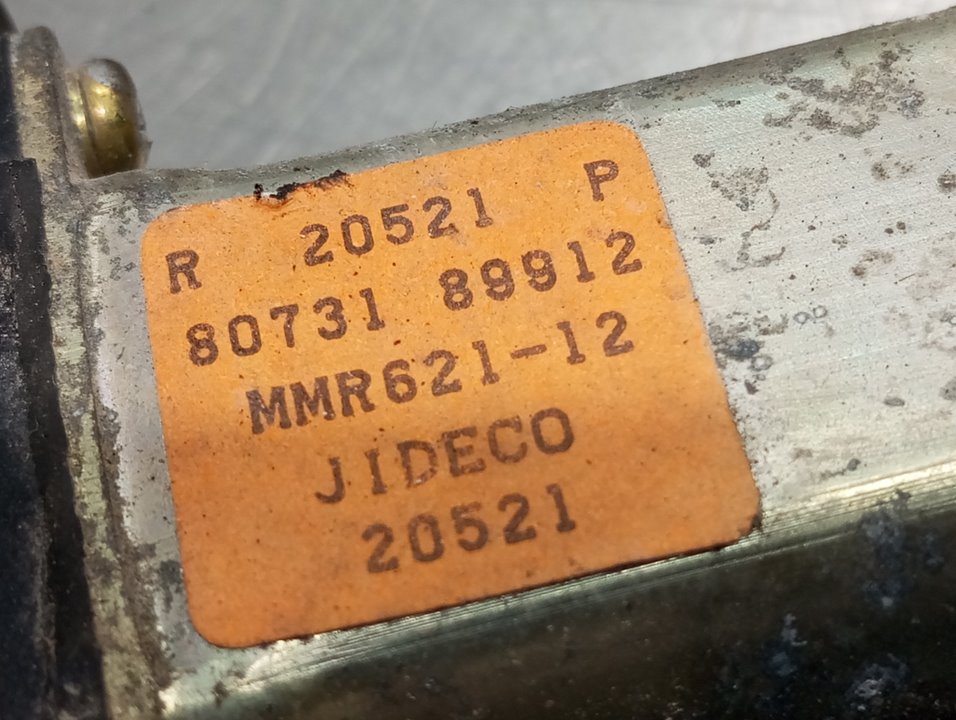 R 20521 P
80731 89912
MMR621-12
JIDECO
20521